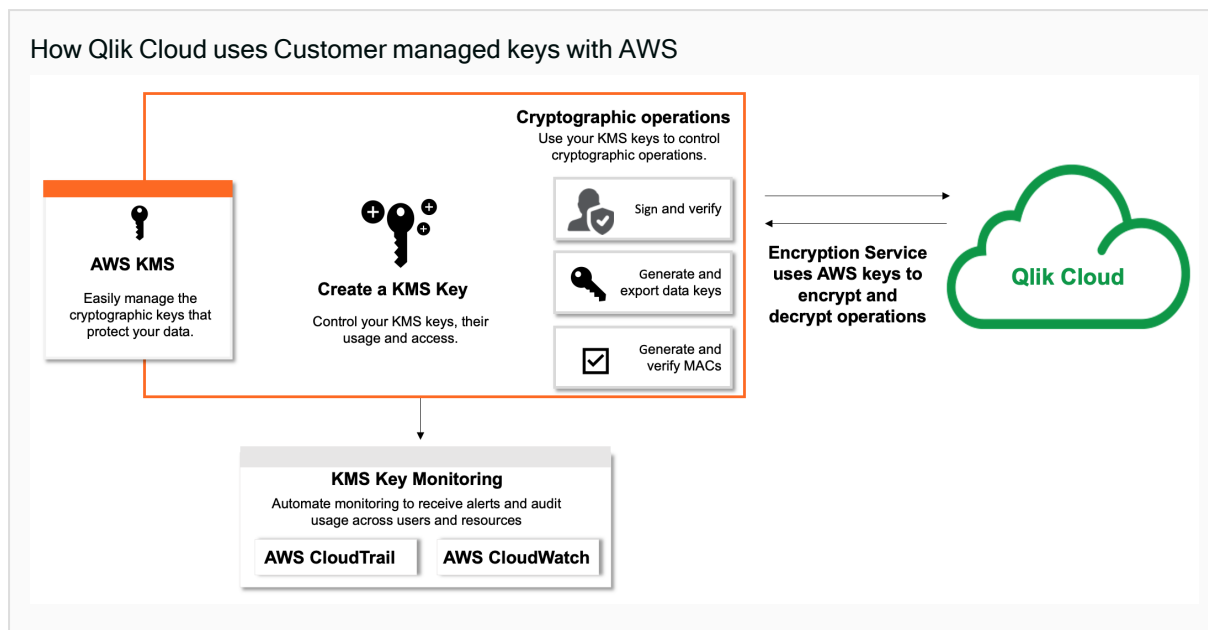 How Qlik Cloud uses Customer managed keys with AWS
AWS KMS
Easily manage the
cryptographic keys that
protect your data.
Create a KMS Key
Control your KMS keys, their
usage and access.
Cryptographic operations
Use your KMS keys to control
cryptographic operations.
Sign and verify
Generate and
export data keys
Generate and
verify MACs
Encryption Service
uses AWS keys to
encrypt and
decrypt operations
Qlik Cloud
KMS Key Monitoring
Automate monitoring to receive alerts and audit
usage across users and resources
AWS CloudTrail
AWS CloudWatch